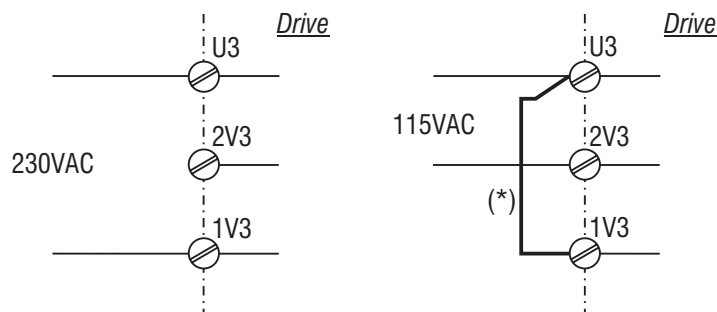 Drive
U3
2V3
230VAC
1V3
Drive
U3
115VAC
2V3
(*)
1V3